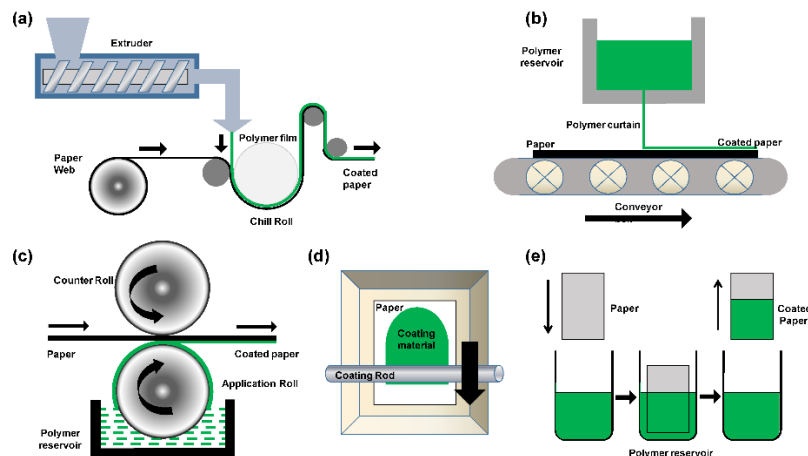 (a)
Extruder
Polymer film
Paper
Web
Coated
paper
Chill Roll
(b)
Polymer
reservoir
Polymer curtain
Paper
Coated paper
Conveyor
(c)
Counter Roll
Paper
Coated paper
Application Roll
Polymer
reservoir
(d)
Paper
Coating
material
Coating Rod
(e)
Paper
Coated
Paper
Polymer reservoir